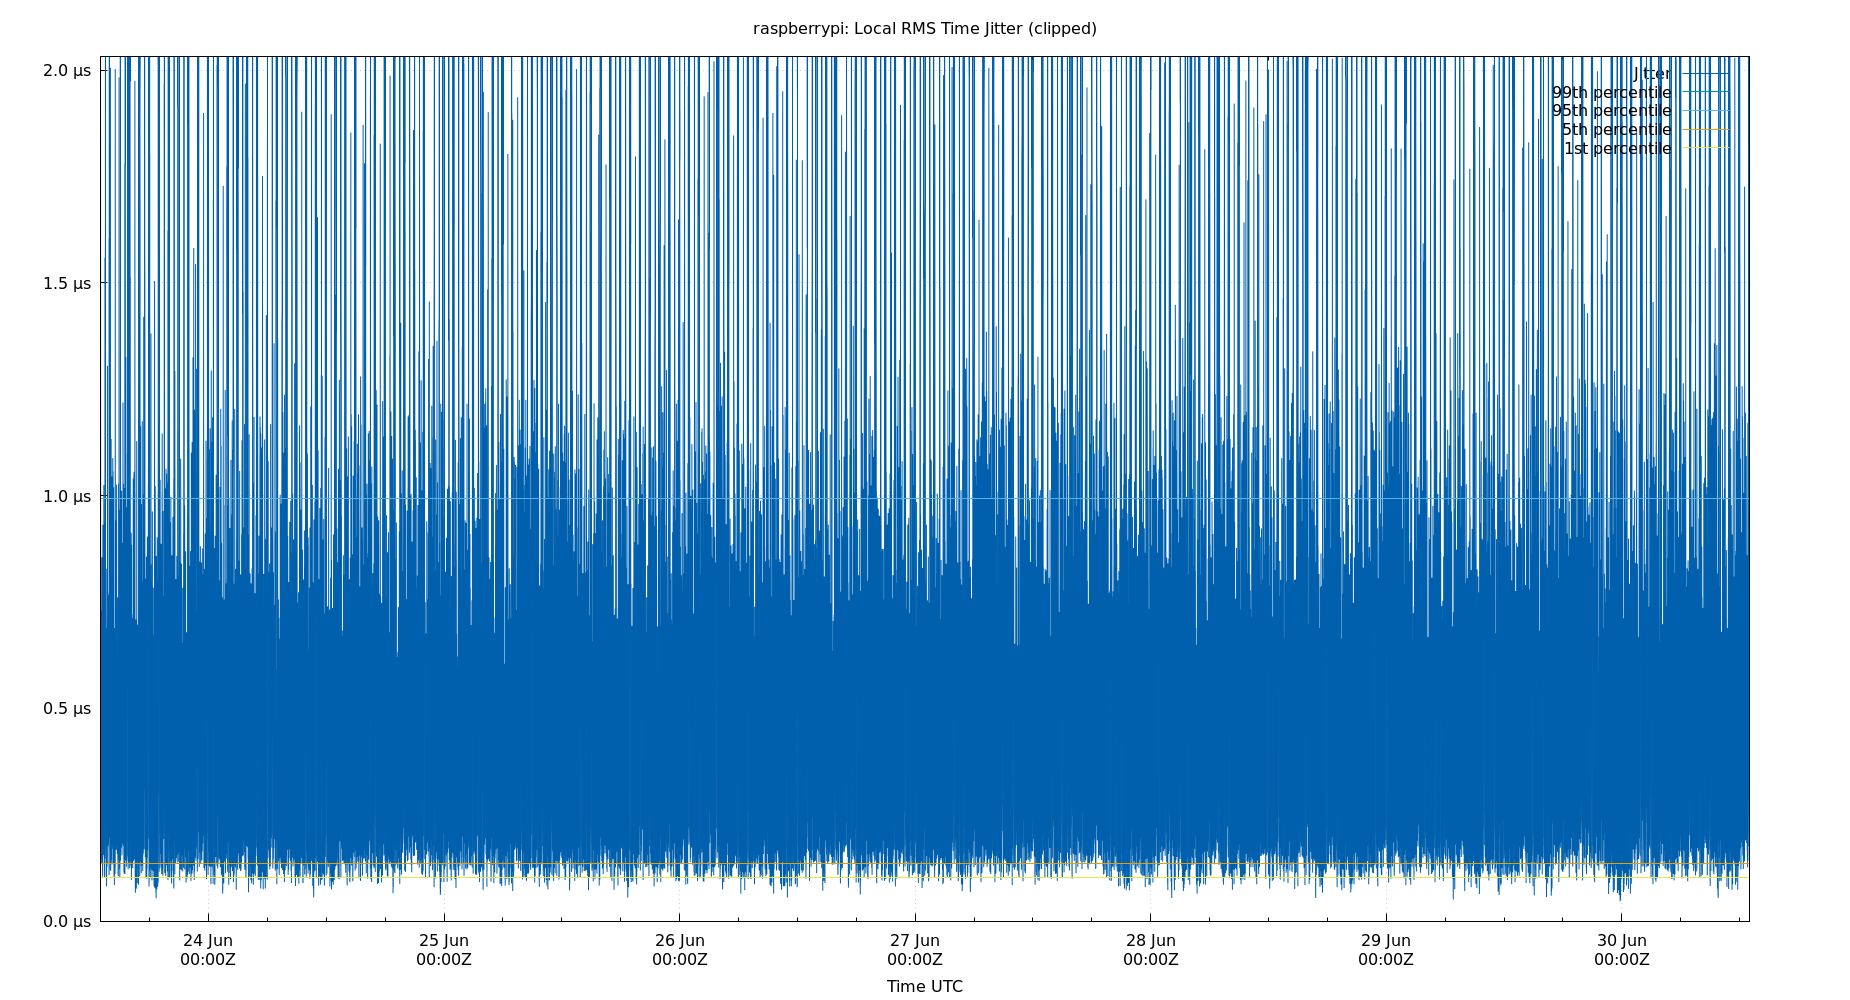 raspberrypi: Local RMS Time Jitter (clipped)
2.0 µs
1.5 µs
1.0 µs
0.5 µs
0.0 µs
Jitter
99th percentile
95th percentile
5th percentile
1st percentile
24 Jun 25 Jun 26 Jun 27 Jun 28 Jun 29 Jun 30 Jun
00:00Z 00:00Z 00:00Z 00:00Z 00:00Z 00:00Z 00:00Z
Time UTC